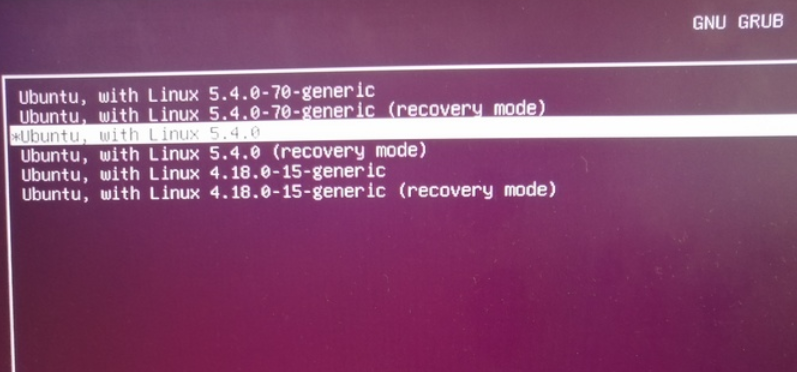 GNU GRUB
Ubuntu, with Linux 5.4.0-70-generic
Ubuntu, with Linux 5.4.0-70-generic (recovery mode)
*Ubuntu, with Linux 5.4.0
Ubuntu, with Linux 5.4.0 (recovery mode)
Ubuntu, with Linux 4.18.0-15-generic
Ubuntu, with Linux 4.18.0-15-generic (recovery mode)